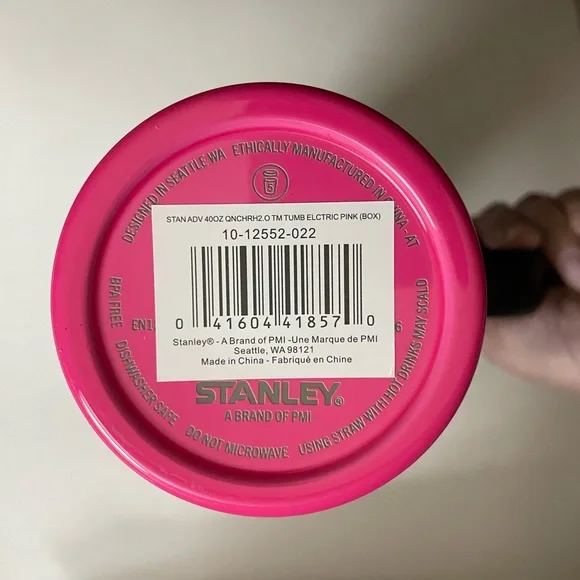 DESIGNED IN SEATTLE WA ETHICALLY MANUFACTURED IN CHINA - AT
STAN ADV 40OZ QNCHRH2.O TM TUMB ELCTRIC PINK (BOX)
10-12552-022
0 41604 41857 0
Stanley® - A Brand of PMI -Une Marque de PMI
Seattle, WA 98121
Made in China - Fabriqué en Chine
STANLEY®
A BRAND OF PMI
BPA FREE DISHWASHER SAFE DO NOT MICROWAVE USING STRAW WITH HOT DRINKS MAY SCALD